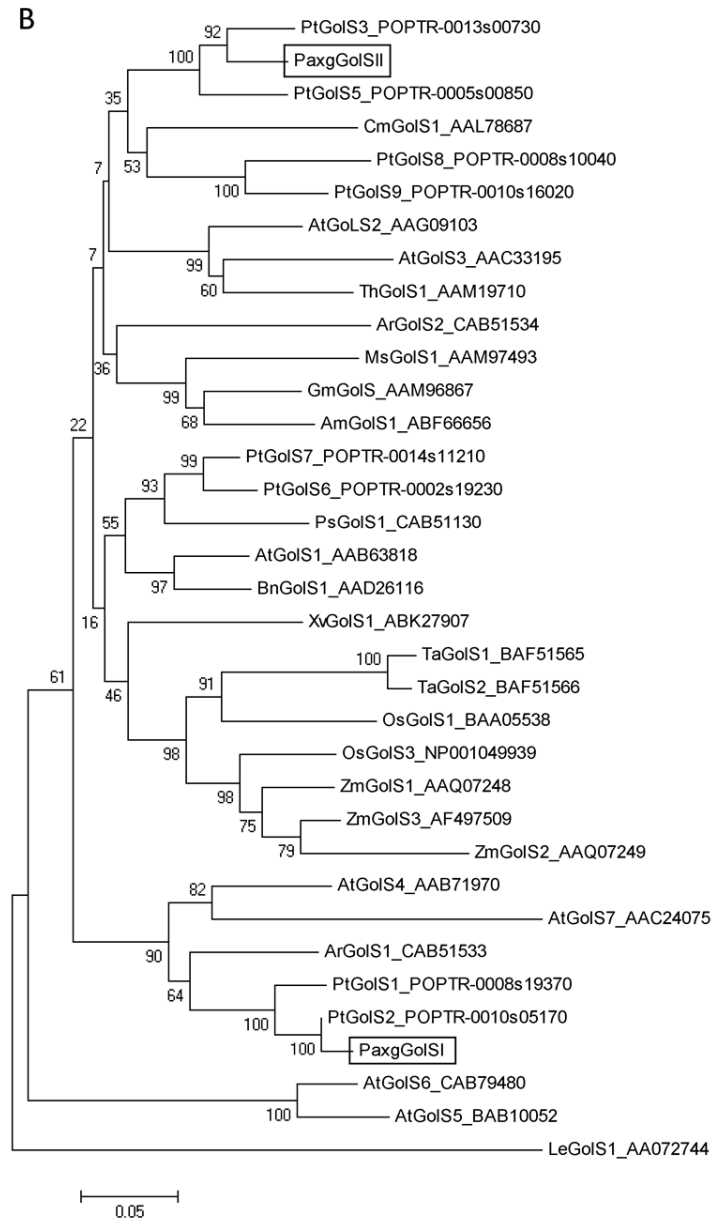 B
92
PtGolS3_POPTR-0013s00730
PaxgGolSII
100
PtGolS5_POPTR-0005s00850
35
CmGolS1_AAL78687
53
PtGolS8_POPTR-0008s10040
100
PtGolS9_POPTR-0010s16020
7
AtGoLS2_AAG09103
99
AtGolS3_AAC33195
60
ThGolS1_AAM19710
7
ArGolS2_CAB51534
36
MsGolS1_AAM97493
99
GmGolS_AAM96867
68
AmGolS1_ABF66656
22
99
PtGolS7_POPTR-0014s11210
93
PtGolS6_POPTR-0002s19230
55
PsGolS1_CAB51130
AtGolS1_AAB63818
97
BnGolS1_AAD26116
16
XvGolS1_ABK27907
46
100
TaGolS1_BAF51565
91
TaGolS2_BAF51566
OsGolS1_BAA05538
98
OsGolS3_NP001049939
98
ZmGolS1_AAQ07248
75
ZmGolS3_AF497509
79
ZmGolS2_AAQ07249
61
82
AtGolS4_AAB71970
AtGolS7_AAC24075
90
ArGolS1_CAB51533
64
PtGolS1_POPTR-0008s19370
100
PtGolS2_POPTR-0010s05170
100
PaxgGolSI
AtGolS6_CAB79480
100
AtGolS5_BAB10052
LeGolS1_AA072744
0.05